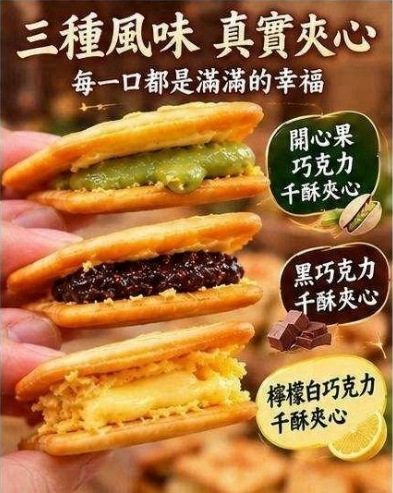 三種風味 真實夾心
每一口都是滿滿的幸福
開心果
巧克力
千酥夾心
黑巧克力
千酥夾心
檸檬白巧克力
千酥夾心